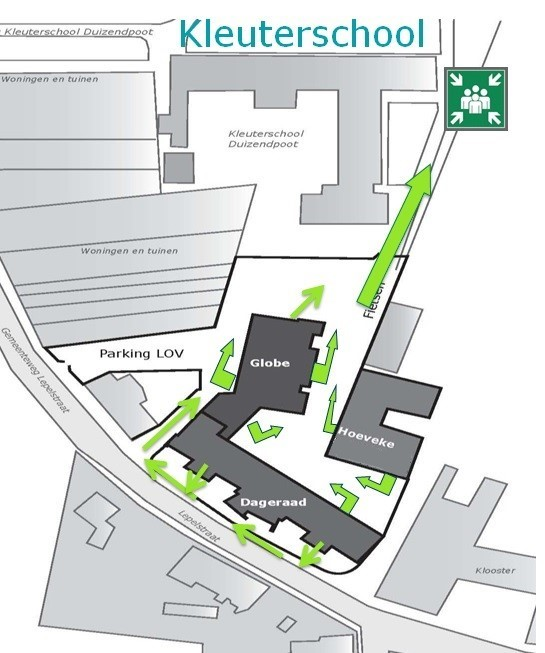 Kleuterschool
Kleuterschool Duizendpoot
Woningen en tuinen
Kleuterschool
Duizendpoot
Woningen en tuinen
Fietsen
Parking LOV
Globe
Gemeenteweg Lepelstraat
Hoeveke
Dageraad
Lepelstraat
Klooster